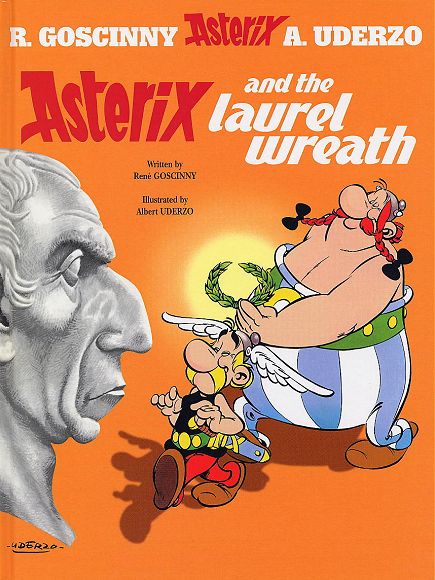 R. GOSCINNY Asterix A. UDERZO
Asterix and the
laurel
wreath
Written by
René GOSCINNY
Illustrated by
Albert UDERZO
-UDERZO-